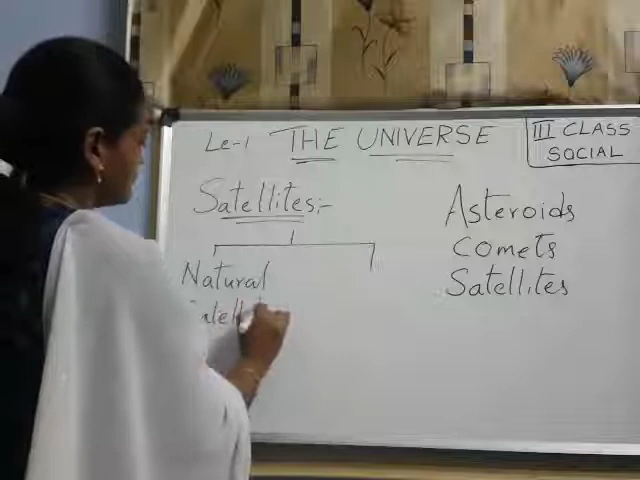 Le-1 THE UNIVERSE
III CLASS
SOCIAL
Satellites:-
Natural
Asteroids
Comets
Satellites